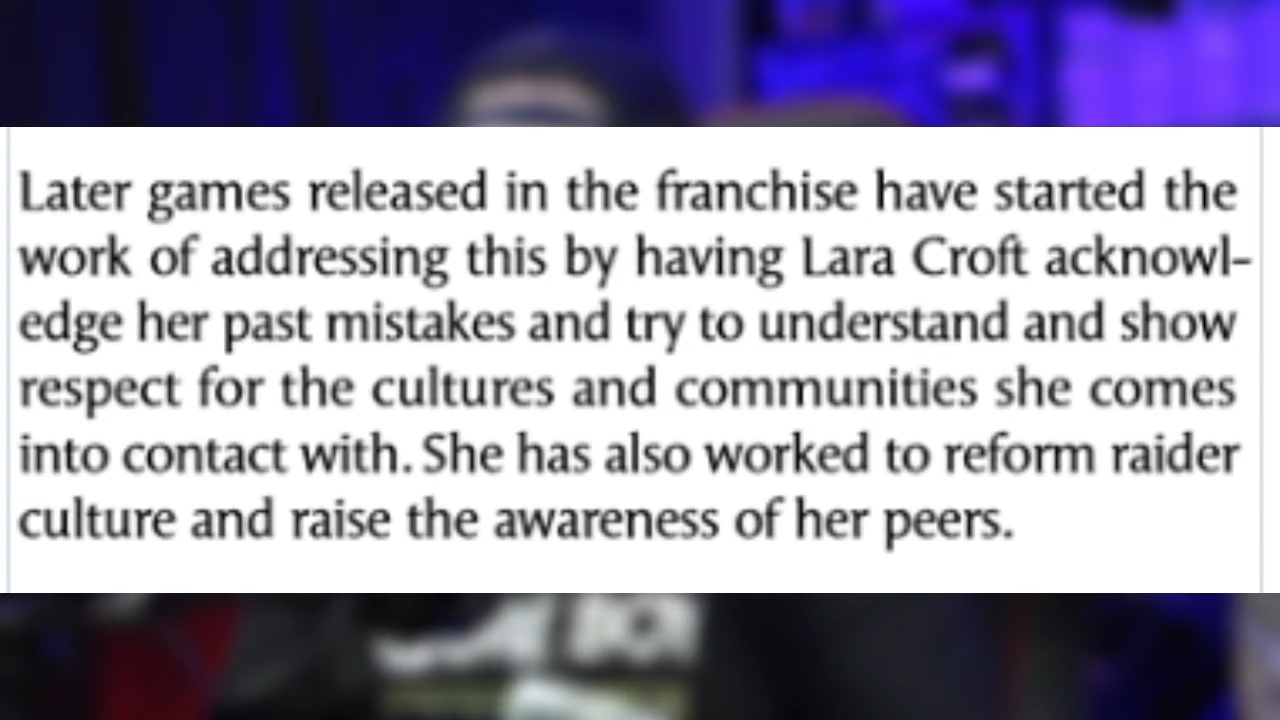 Later games released in the franchise have started the
work of addressing this by having Lara Croft acknowl-
edge her past mistakes and try to understand and show
respect for the cultures and communities she comes
into contact with. She has also worked to reform raider
culture and raise the awareness of her peers.